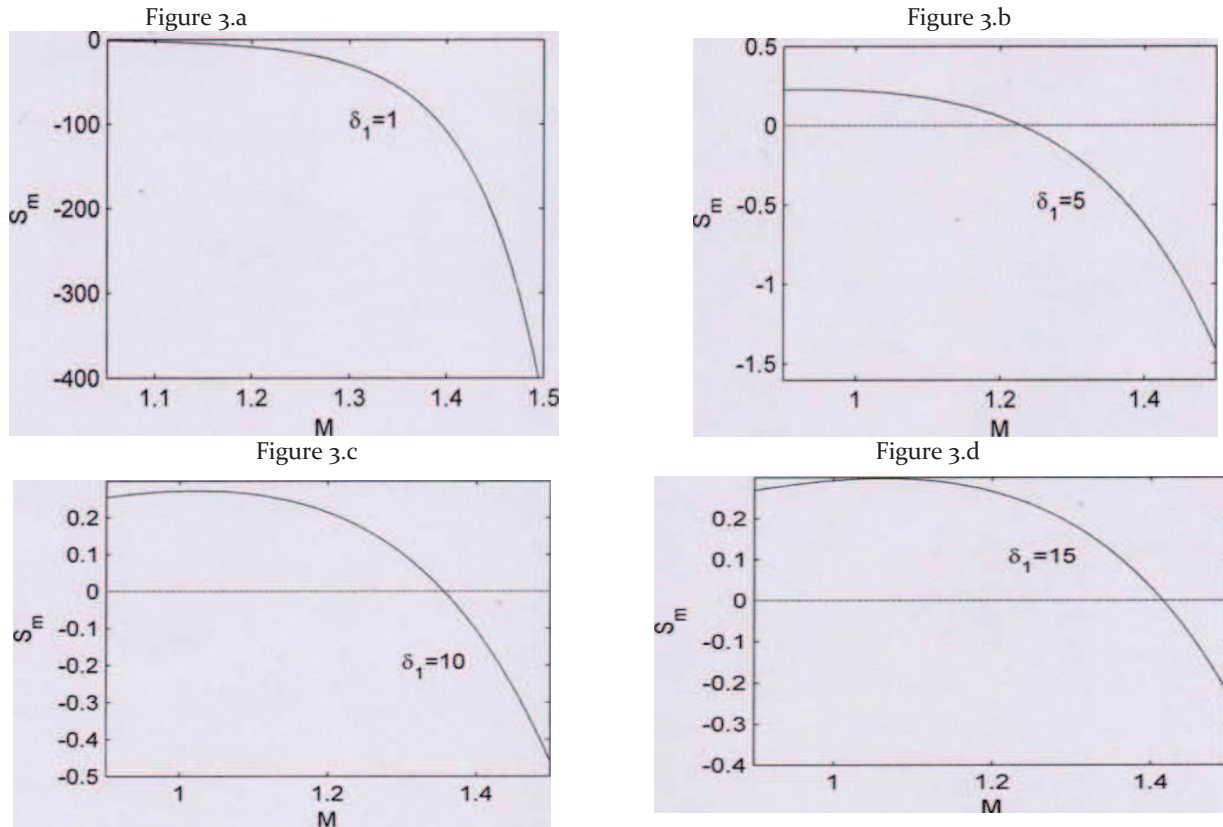 Figure 3.a
0
-100
-200
-300
-400
Sm
δ1=1
1.1
1.2
1.3
1.4
1.5
M
Figure 3.b
0.5
0
-0.5
-1
-1.5
Sm
δ1=5
1
1.2
1.4
M
Figure 3.c
0.2
0.1
0
-0.1
-0.2
-0.3
-0.4
-0.5
Sm
δ1=10
1
1.2
1.4
M
Figure 3.d
0.2
0.1
0
-0.1
-0.2
-0.3
-0.4
Sm
δ1=15
1
1.2
1.4
M